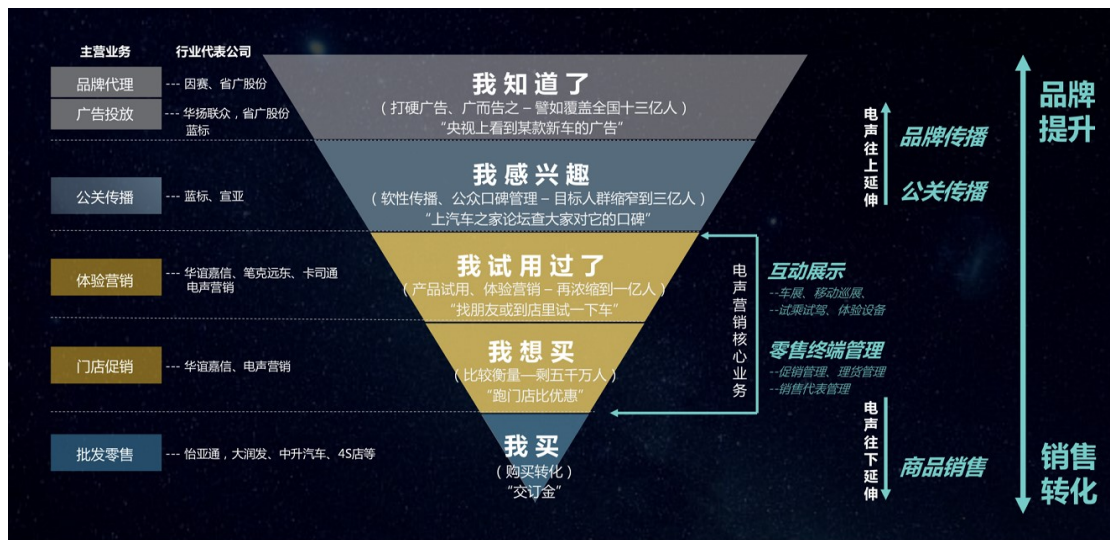 主营业务
行业代表公司
品牌代理
--- 因赛、省广股份
广告投放
--- 华扬联众，省广股份
蓝标
公关传播
--- 蓝标、宣亚
体验营销
--- 华谊嘉信、笔克远东、卡司通
电声营销
门店促销
--- 华谊嘉信、电声营销
批发零售
--- 怡亚通，大润发、中升汽车、4S店等
我知道了
（打硬广告、广而告之 – 譬如覆盖全国十三亿人）
“央视上看到某款新车的广告”
我感兴趣
（软性传播、公众口碑管理 – 目标人群缩窄到三亿人）
“上汽车之家论坛查大家对它的口碑”
我试用过了
（产品试用、体验营销 – 再浓缩到一亿人）
“找朋友或到店里试一下车”
我想买
（比较衡量—剩五千万人）
“跑门店比优惠”
我买
（购买转化）
“交订金”
电声营销核心业务
互动展示
--车展、移动巡展、
--试乘试驾、体验设备
零售终端管理
--促销管理、理货管理
--销售代表管理
电声往上延伸
品牌传播
公关传播
电声往下延伸
商品销售
品牌
提升
销售
转化